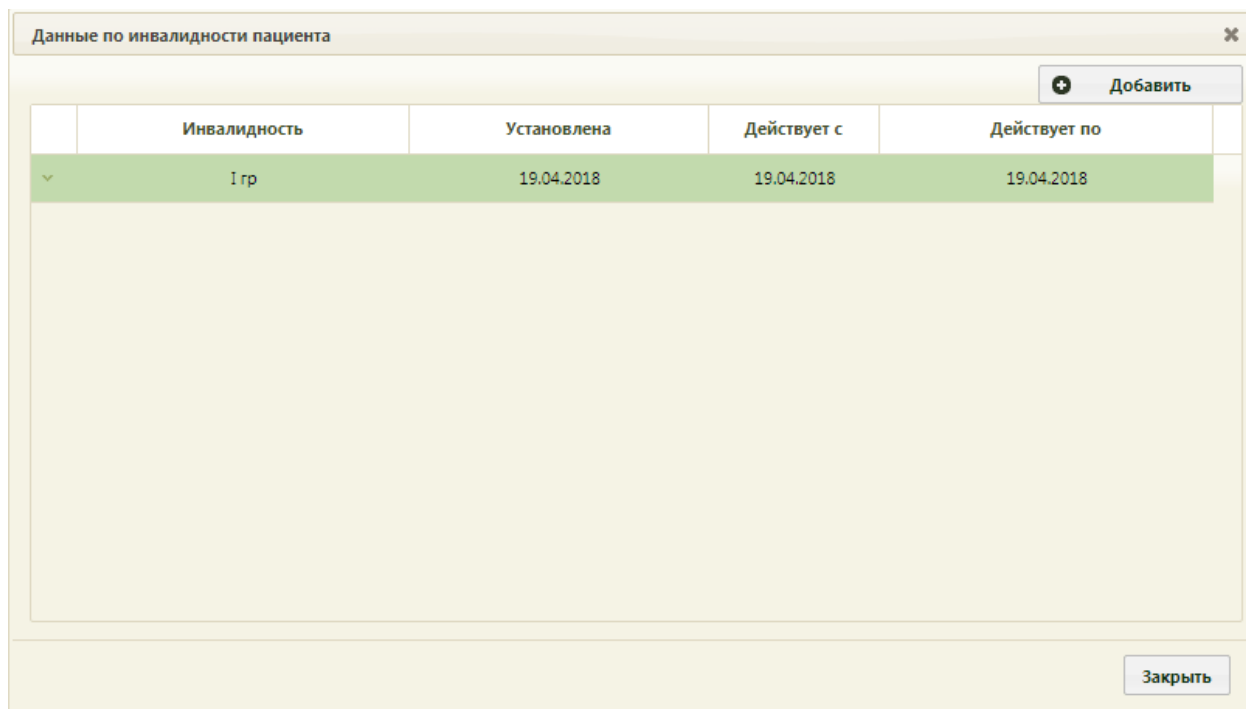 Данные по инвалидности пациента
Добавить
Инвалидность Установлена Действует с Действует по
I гр 19.04.2018 19.04.2018 19.04.2018
Закрыть